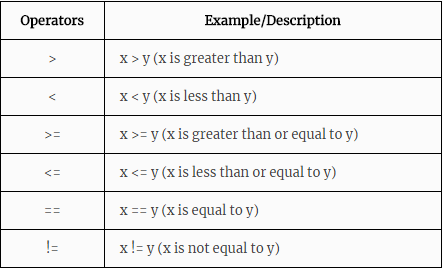 Operators Example/Description
> x > y (x is greater than y)
< x < y (x is less than y)
>= x >= y (x is greater than or equal to y)
<= x <= y (x is less than or equal to y)
== x == y (x is equal to y)
!= x != y (x is not equal to y)